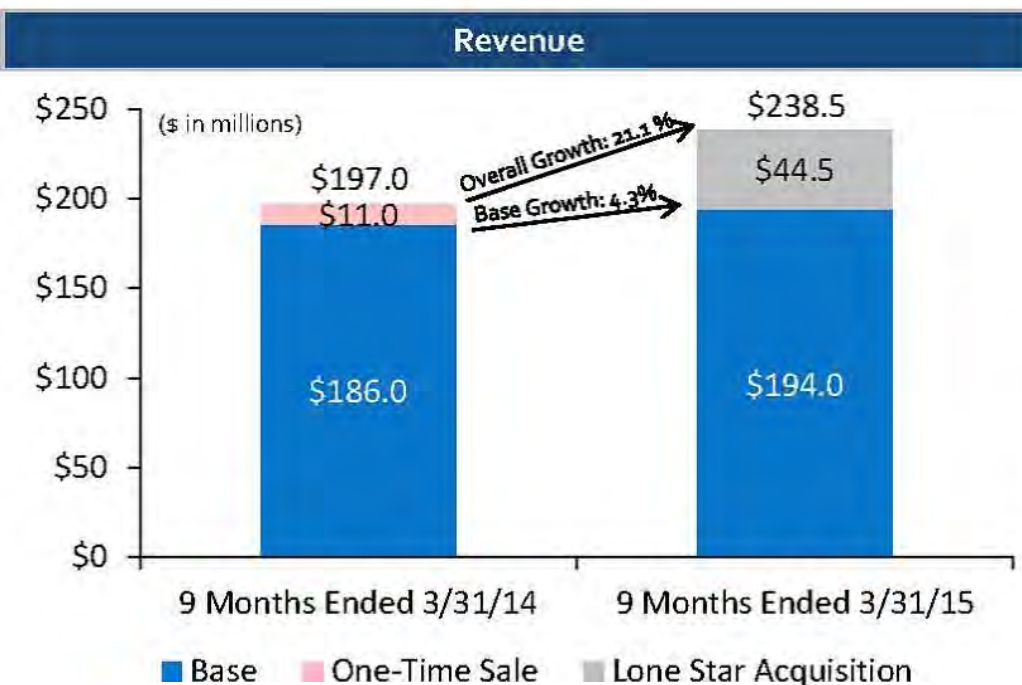 Revenue
$250
($ in millions)
$238.5
Overall Growth: 21.1%
$197.0
$44.5
$200
$11.0
Base Growth: 4.3%
$150
$100
$186.0
$194.0
$50
$0
9 Months Ended 3/31/14
9 Months Ended 3/31/15
Base
One-Time Sale
Lone Star Acquisition